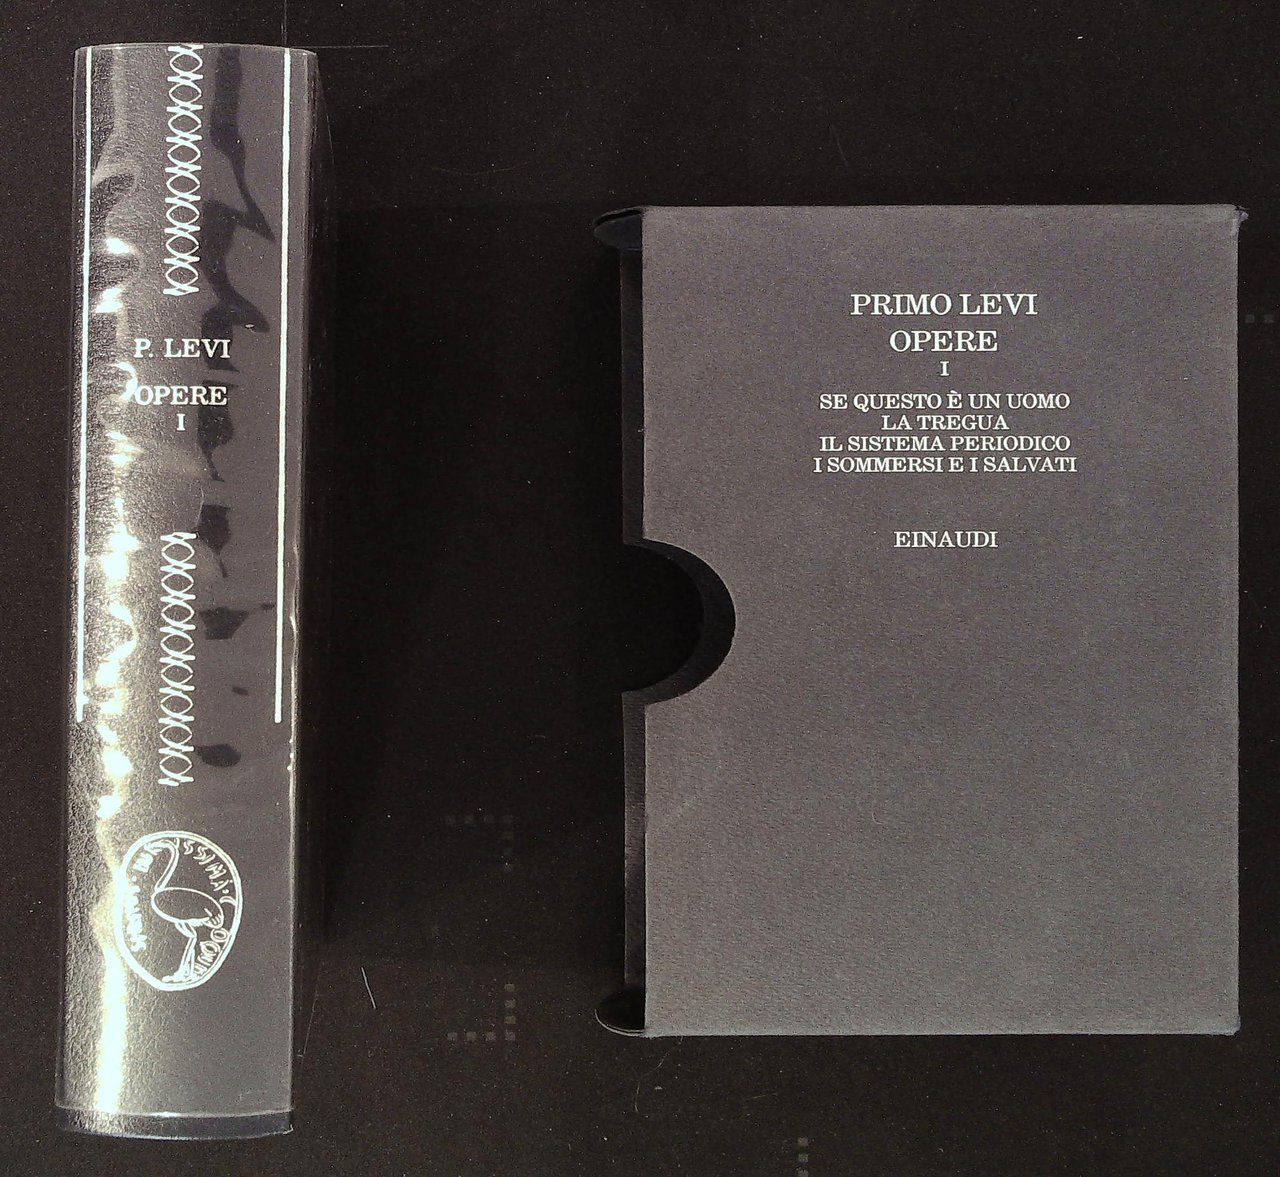 P. LEVI
OPERE
I
PRIMO LEVI
OPERE
I
SE QUESTO È UN UOMO
LA TREGUA
IL SISTEMA PERIODICO
I SOMMERSI E I SALVATI
EINAUDI